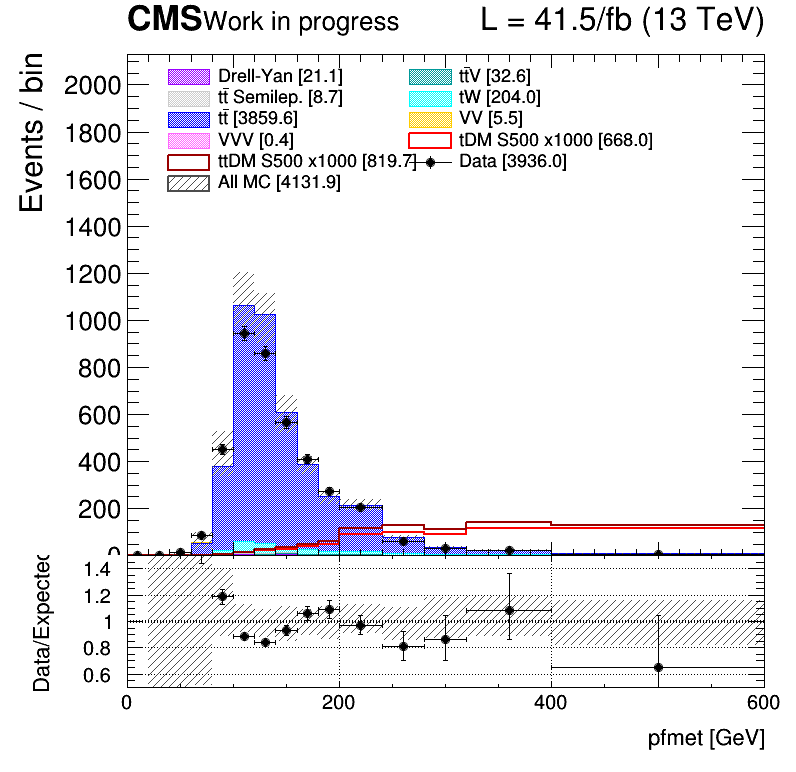 CMS Work in progress L = 41.5/fb (13 TeV)
Events / bin
Drell-Yan [21.1] tt̄V [32.6]
tt̄ Semilep. [8.7] tW [204.0]
tt̄ [3859.6] VV [5.5]
VVV [0.4] tDM S500 x1000 [668.0]
ttDM S500 x1000 [819.7] Data [3936.0]
All MC [4131.9]
2000
1800
1600
1400
1200
1000
800
600
400
200
0
Data/Expected
1.4
1.2
1
0.8
0.6
0 200 400 600
pfmet [GeV]